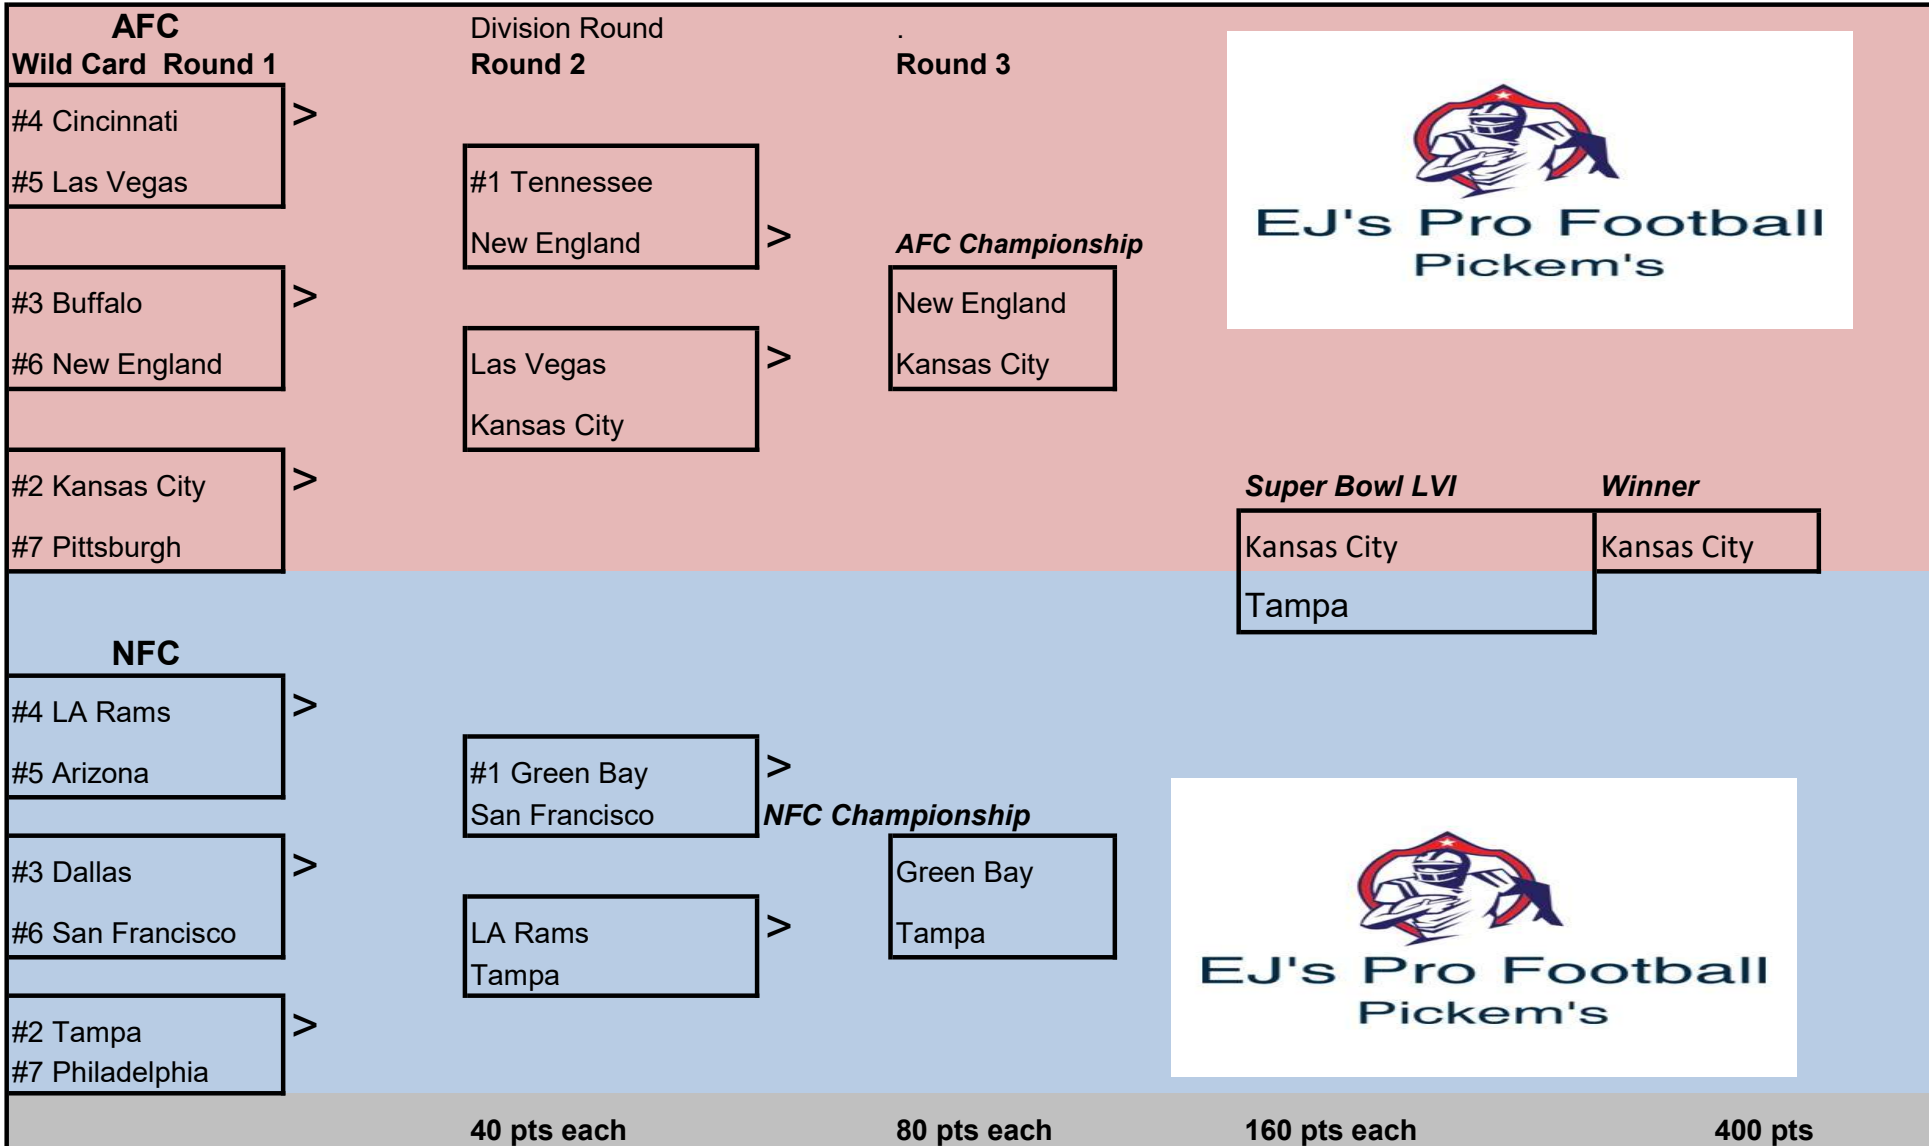 AFC
Division Round
.
Wild Card  Round 1
Round 2
Round 3
#4 Cincinnati
>
#5 Las Vegas
#1 Tennessee
New England
>
AFC Championship
#3 Buffalo
>
New England
#6 New England
Las Vegas
>
Kansas City
Kansas City
#2 Kansas City
>
Super Bowl LVI
Winner
#7 Pittsburgh
Kansas City
Kansas City
Tampa
EJ's Pro Football
Pickem's
NFC
#4 LA Rams
>
#5 Arizona
#1 Green Bay
>
San Francisco
NFC Championship
#3 Dallas
>
Green Bay
#6 San Francisco
LA Rams
>
Tampa
Tampa
#2 Tampa
>
#7 Philadelphia
EJ's Pro Football
Pickem's
40 pts each
80 pts each
160 pts each
400 pts